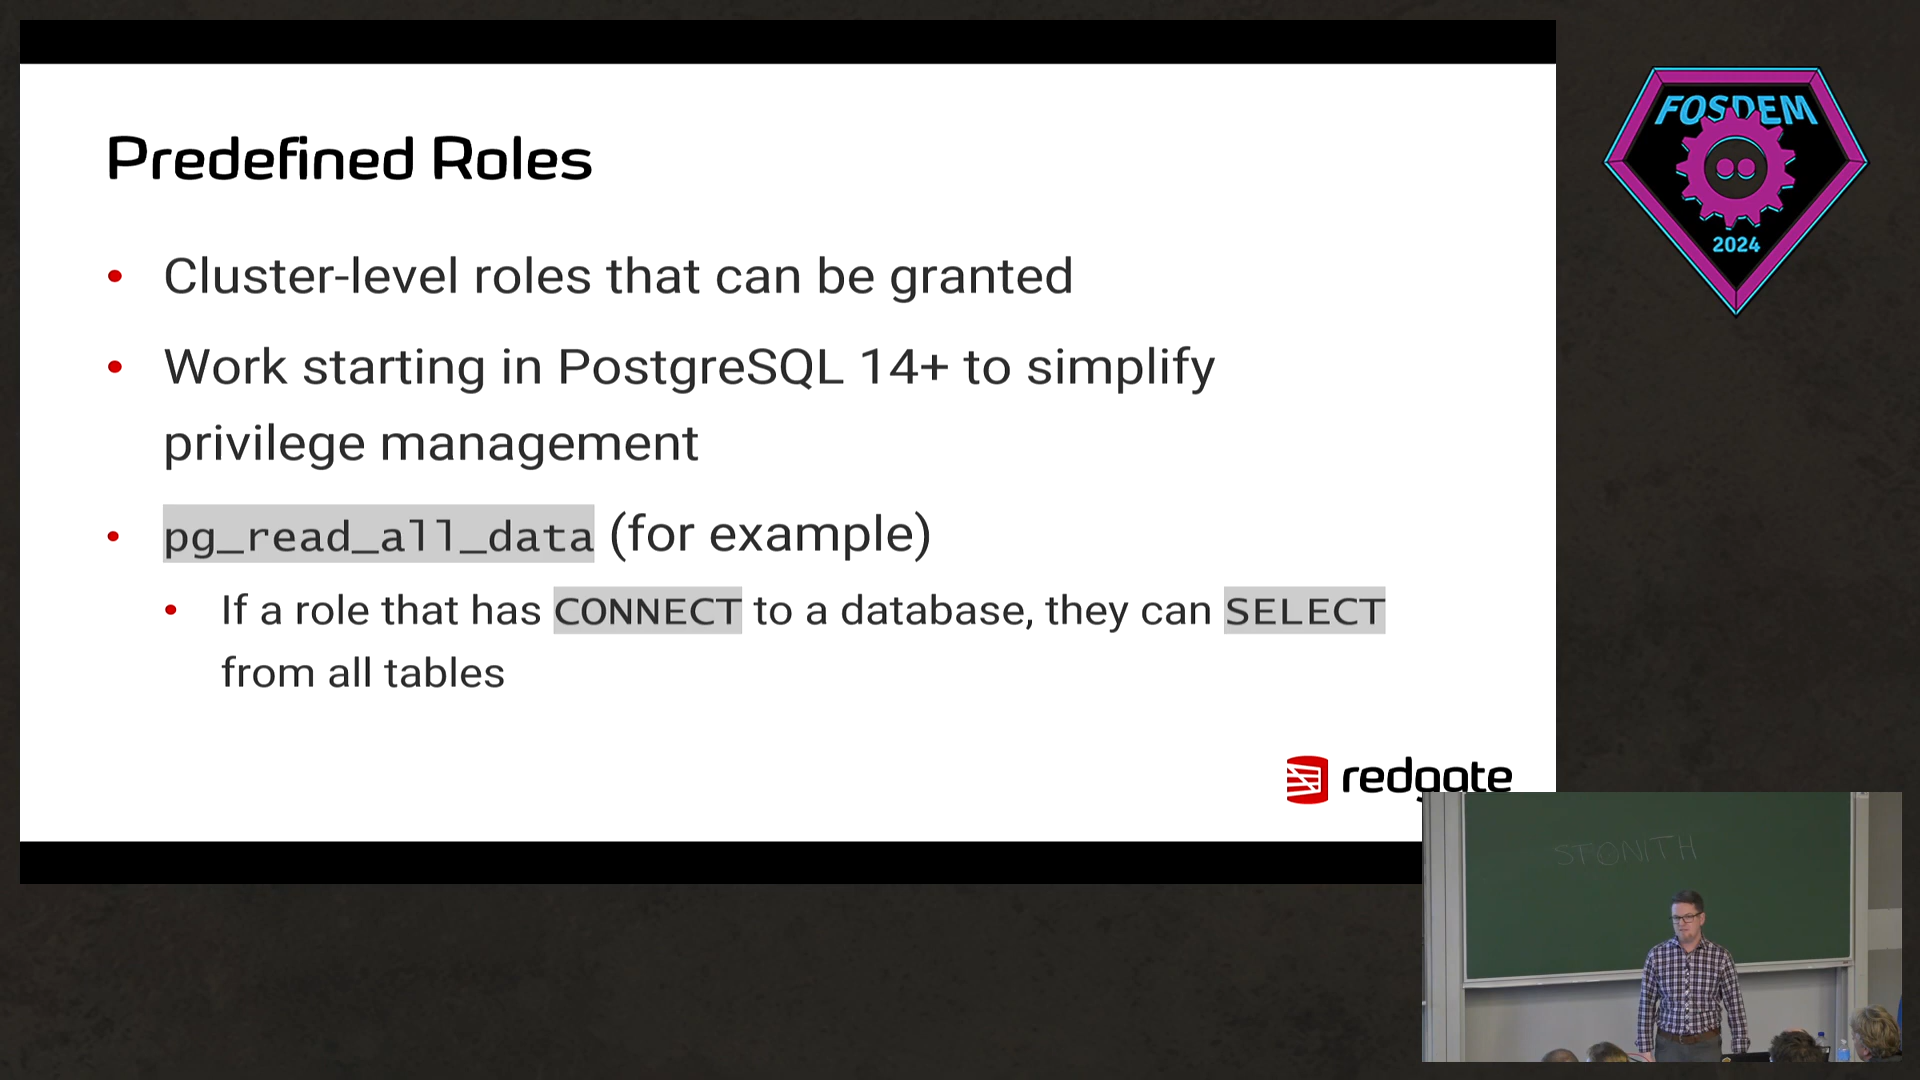 Predefined Roles
• Cluster-level roles that can be granted
• Work starting in PostgreSQL 14+ to simplify
privilege management
• pg_read_all_data (for example)
• If a role that has CONNECT to a database, they can SELECT
from all tables
redgate
FOSDEM
2024
STONITH